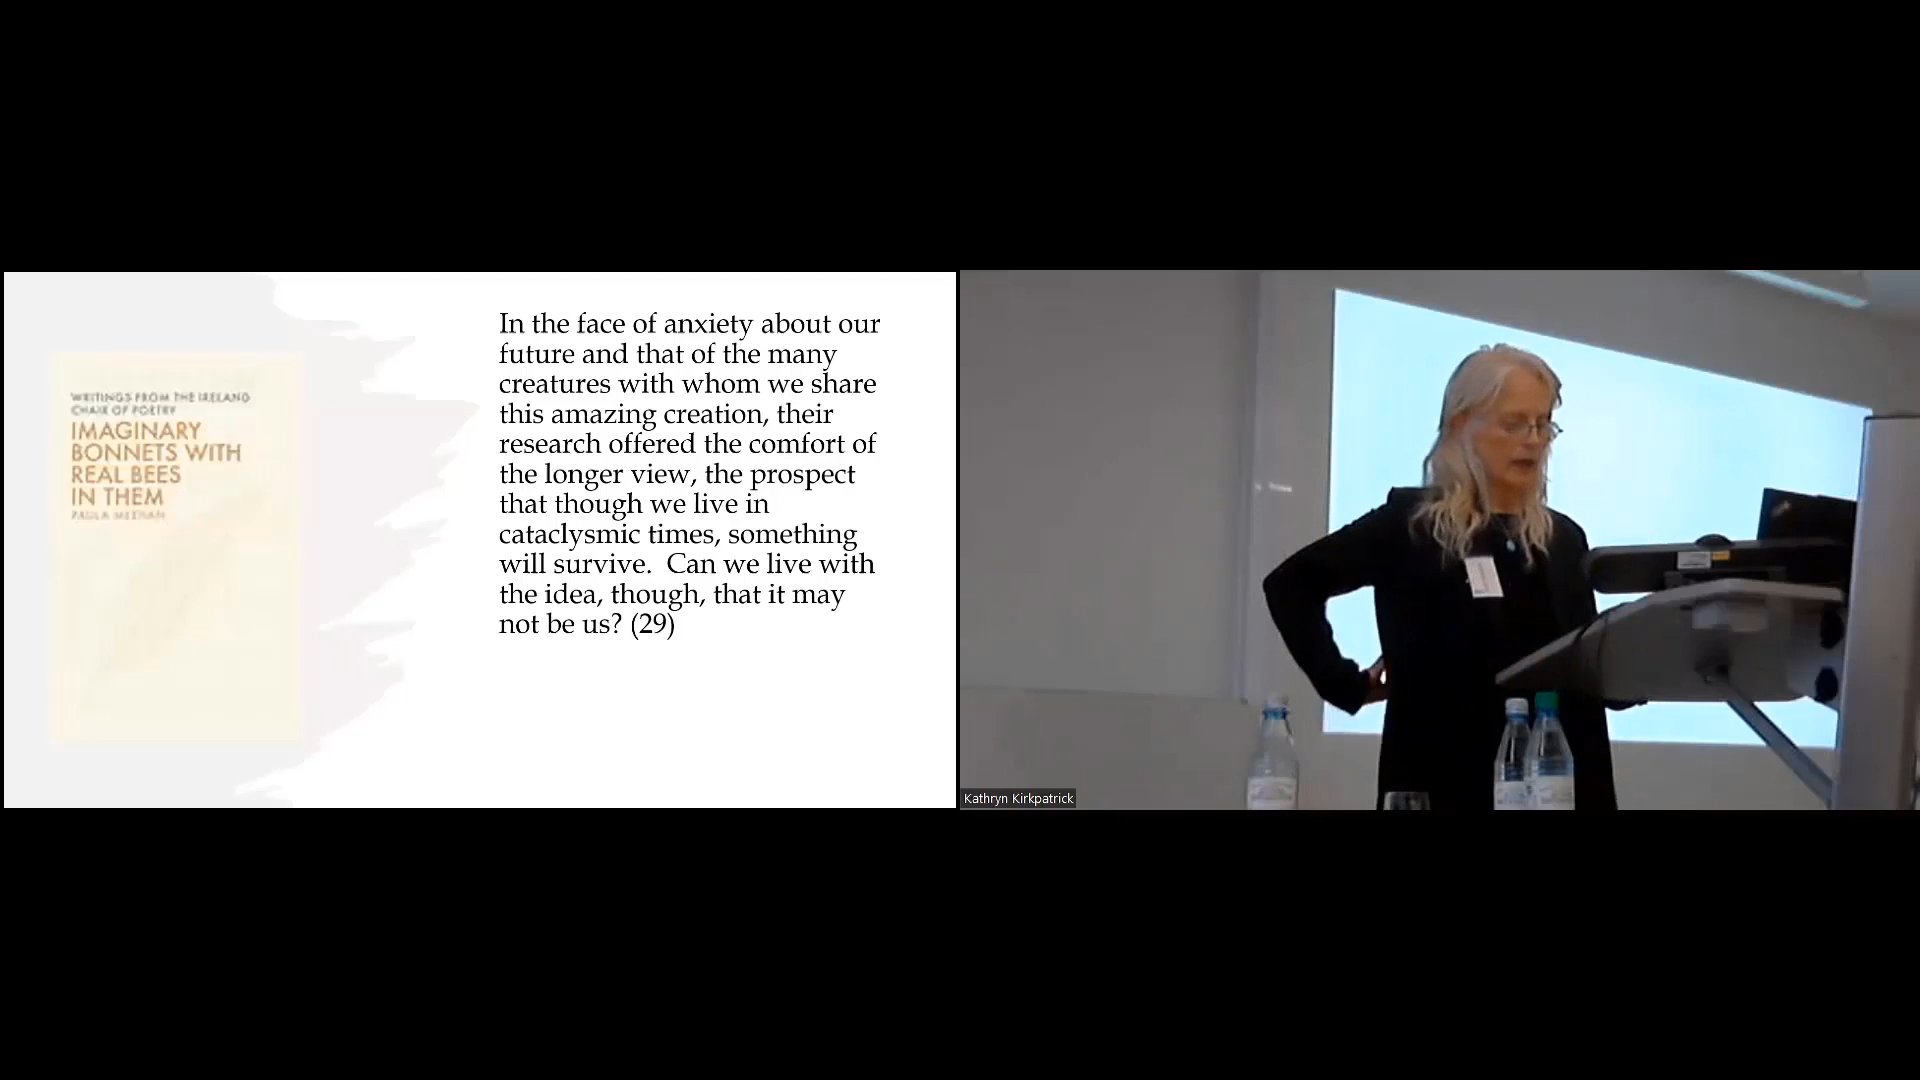 WRITINGS FROM THE IRELAND
CHAIR OF POETRY
IMAGINARY
BONNETS WITH
REAL BEES
IN THEM
PAULA MEEHAN
In the face of anxiety about our
future and that of the many
creatures with whom we share
this amazing creation, their
research offered the comfort of
the longer view, the prospect
that though we live in
cataclysmic times, something
will survive.  Can we live with
the idea, though, that it may
not be us? (29)
Kathryn Kirkpatrick